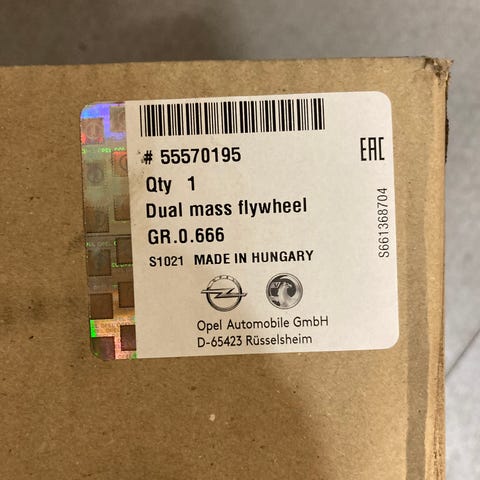 # 55570195
EAC
Qty 1
Dual mass flywheel
GR.0.666
S1021 MADE IN HUNGARY
S661368704
Opel Automobile GmbH
D-65423 Rüsselsheim